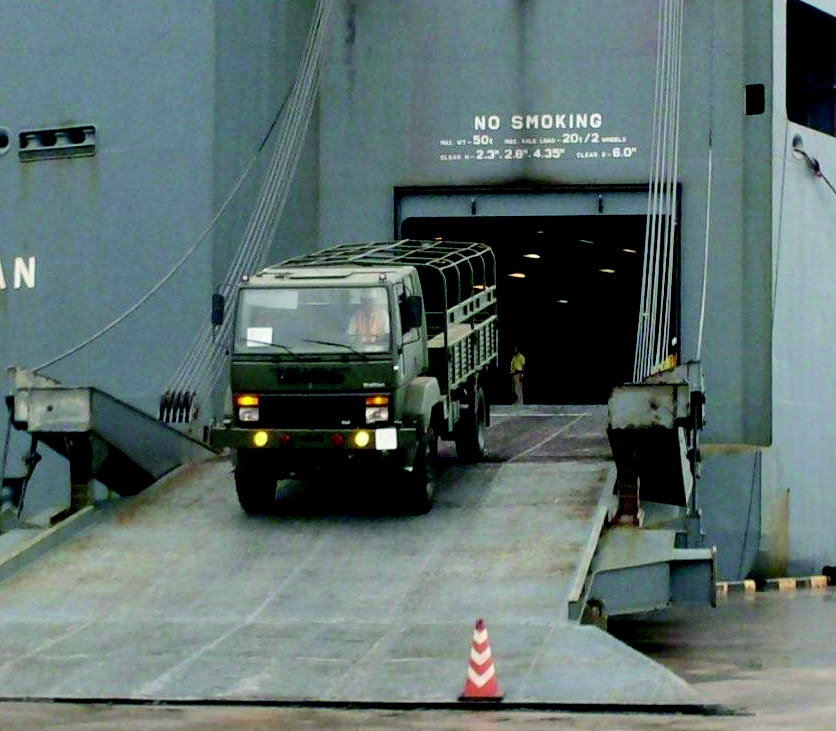 NO SMOKING
MAX. WT-50t MAX. AXLE LOAD-20t/2 WHEELS
CLEAR H-2.3". 2.8". 4.35" CLEAR B-6.0"
AN